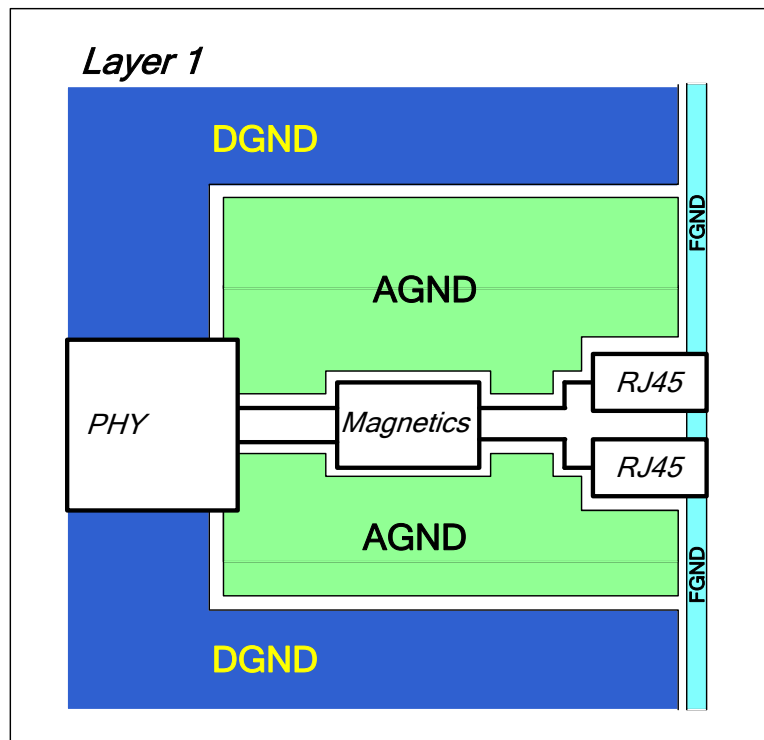 Layer 1
DGND
FGND
AGND
RJ45
PHY
Magnetics
RJ45
AGND
FGND
DGND